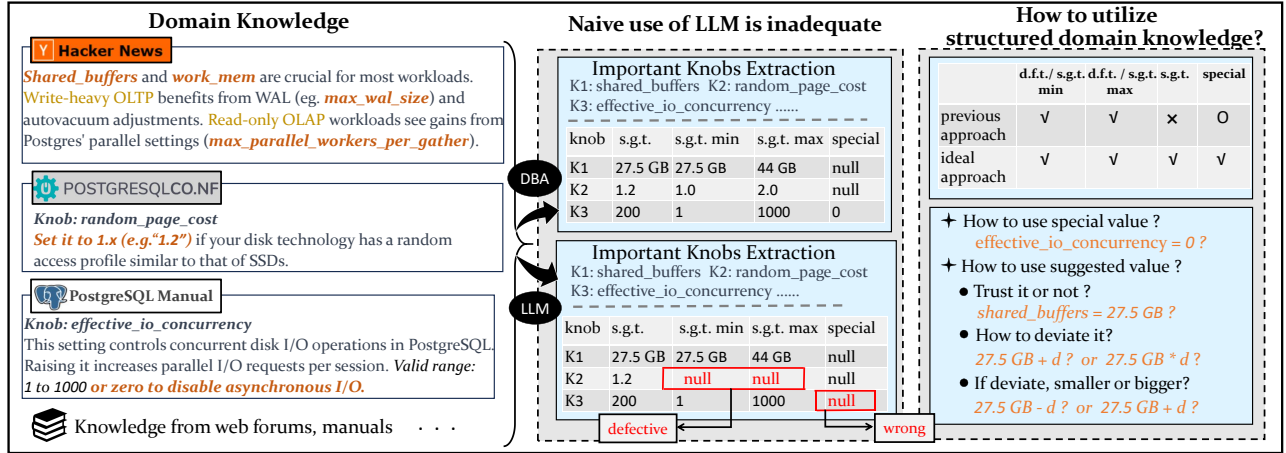 Domain Knowledge
Y Hacker News
Shared_buffers and work_mem are crucial for most workloads.
Write-heavy OLTP benefits from WAL (eg. max_wal_size) and
autovacuum adjustments. Read-only OLAP workloads see gains from
Postgres' parallel settings (max_parallel_workers_per_gather).
POSTGRESQLCO.NF
Knob: random_page_cost
Set it to 1.x (e.g."1.2") if your disk technology has a random
access profile similar to that of SSDs.
PostgreSQL Manual
Knob: effective_io_concurrency
This setting controls concurrent disk I/O operations in PostgreSQL.
Raising it increases parallel I/O requests per session. Valid range:
1 to 1000 or zero to disable asynchronous I/O.
Knowledge from web forums, manuals . . .
DBA
LLM
Naive use of LLM is inadequate
Important Knobs Extraction
K1: shared_buffers K2: random_page_cost
K3: effective_io_concurrency ......
knob s.g.t. s.g.t. min s.g.t. max special
K1 27.5 GB 27.5 GB 44 GB null
K2 1.2 1.0 2.0 null
K3 200 1 1000 0
Important Knobs Extraction
K1: shared_buffers K2: random_page_cost
K3: effective_io_concurrency ......
knob s.g.t. s.g.t. min s.g.t. max special
K1 27.5 GB 27.5 GB 44 GB null
K2 1.2 null null null
K3 200 1 1000 null
defective
wrong
How to utilize
structured domain knowledge?
d.f.t./ s.g.t. d.f.t. / s.g.t. s.g.t. special
min max
previous √ √ × O
approach
ideal √ √ √ √
approach
How to use special value ?
effective_io_concurrency = 0 ?
How to use suggested value ?
• Trust it or not ?
shared_buffers = 27.5 GB ?
• How to deviate it?
27.5 GB + d ? or 27.5 GB * d ?
• If deviate, smaller or bigger?
27.5 GB - d ? or 27.5 GB + d ?